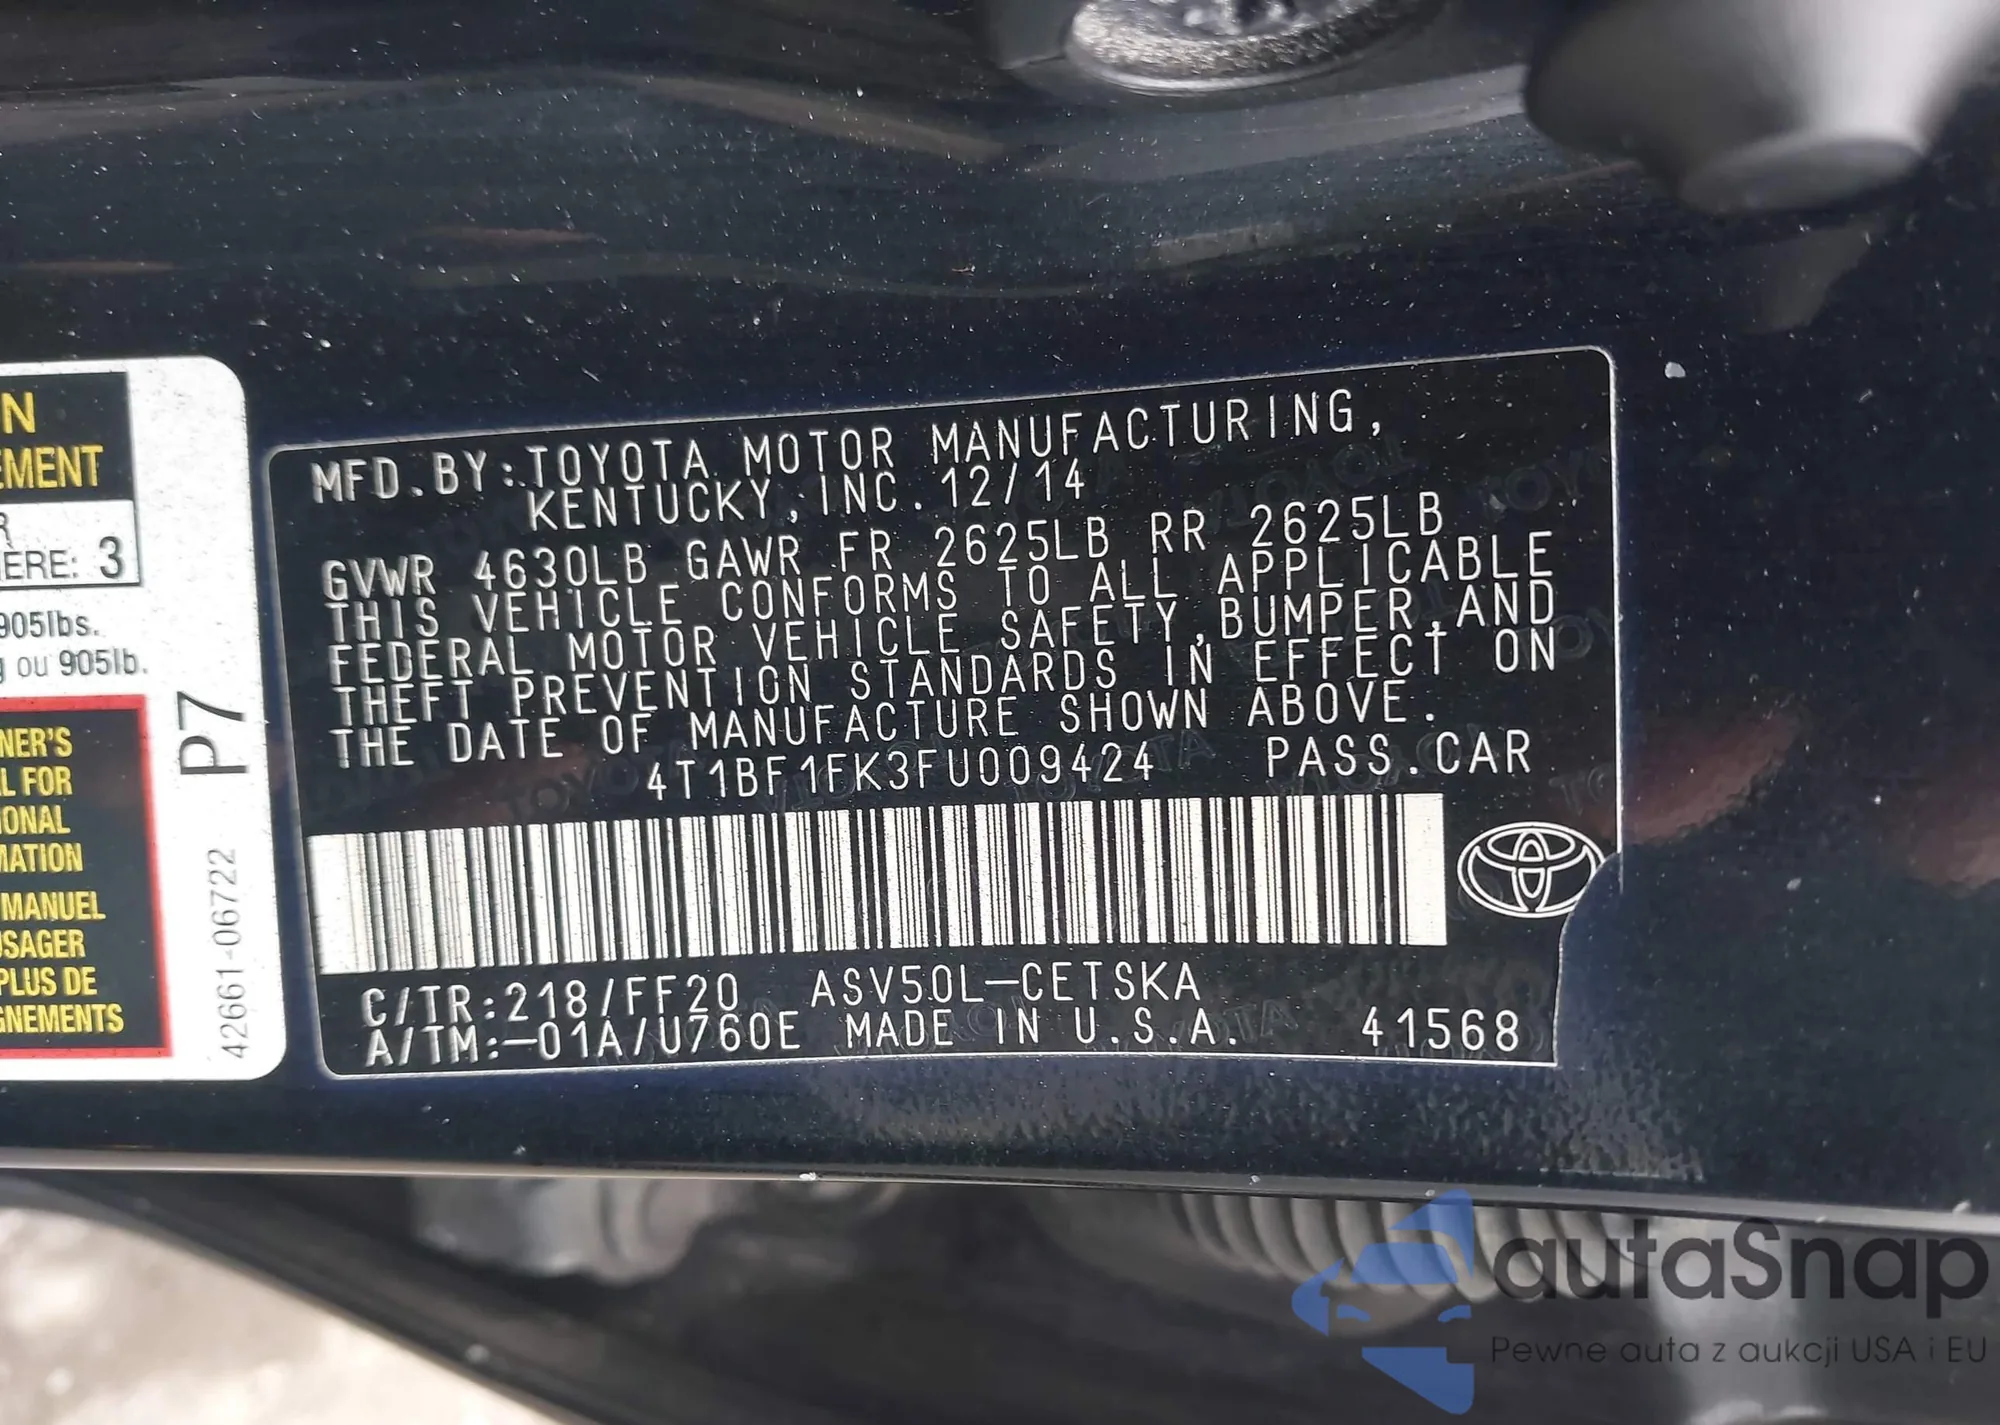 MFD.BY:TOYOTA MOTOR MANUFACTURING,
KENTUCKY,INC.12/14
GVWR 4630LB GAWR FR 2625LB RR 2625LB
THIS VEHICLE CONFORMS TO ALL APPLICABLE
FEDERAL MOTOR VEHICLE SAFETY,BUMPER,AND
THEFT PREVENTION STANDARDS IN EFFECT ON
THE DATE OF MANUFACTURE SHOWN ABOVE.
4T1BF1FK3FU009424 PASS.CAR
C/TR:218/FF20 ASV50L-CETSKA
A/TM:-01A/U760E MADE IN U.S.A. 41568
N
EMENT
R
ERE: 3
905lbs.
g ou 905lb.
NER'S
L FOR
IONAL
MATION
MANUEL
USAGER
PLUS DE
GNEMENTS
P7
42661-06722
autaSnap
Pewne auta z aukcji USA i EU